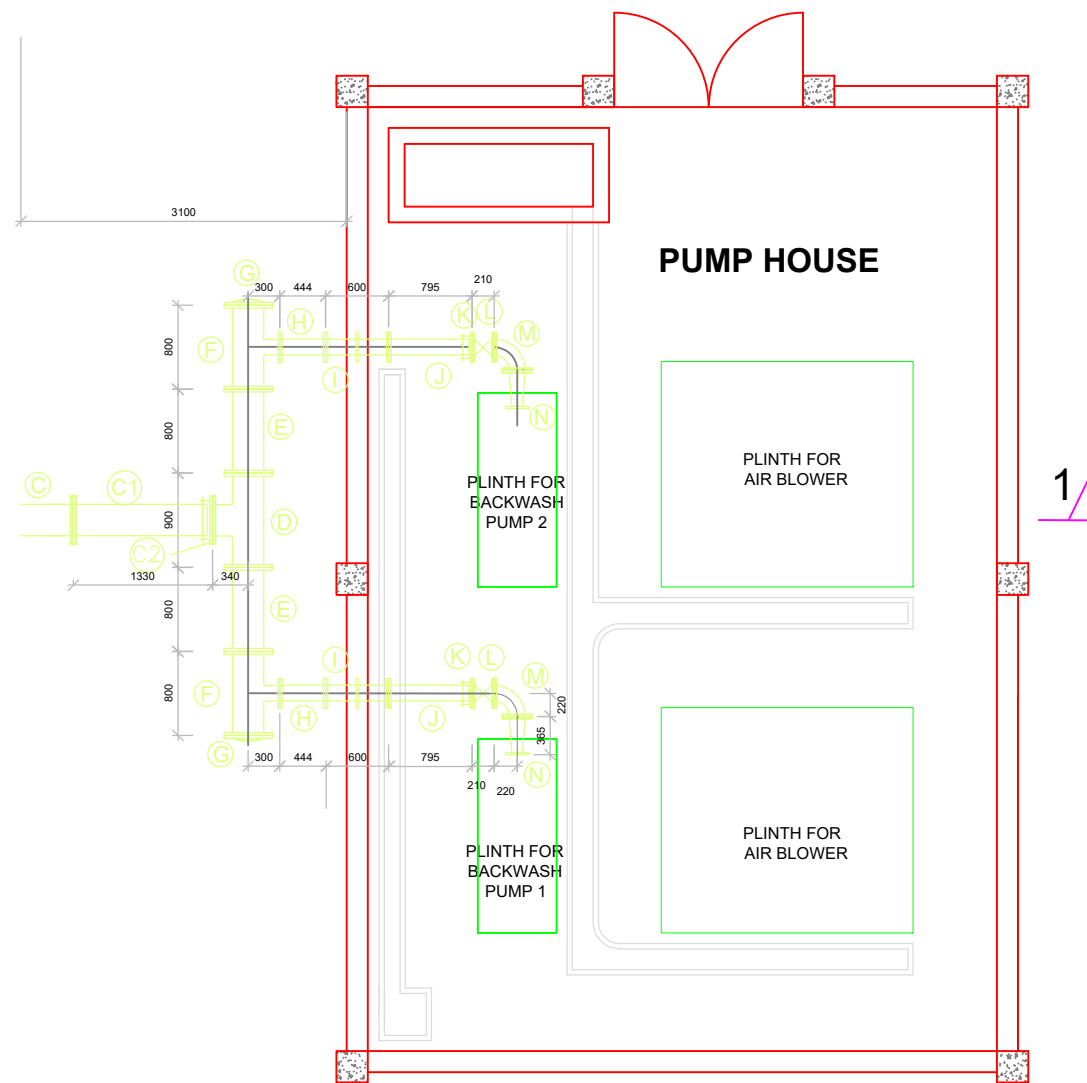 3100
PUMP HOUSE
G
300
444
600
795
210
H
K
L
M
800
F
I
J
N
800
E
PLINTH FOR
BACKWASH
PUMP 2
PLINTH FOR
AIR BLOWER
1
C
C1
900
D
C2
1330
340
800
E
I
K
L
M
800
F
H
J
220
365
G
300
444
600
795
210
220
N
PLINTH FOR
BACKWASH
PUMP 1
PLINTH FOR
AIR BLOWER